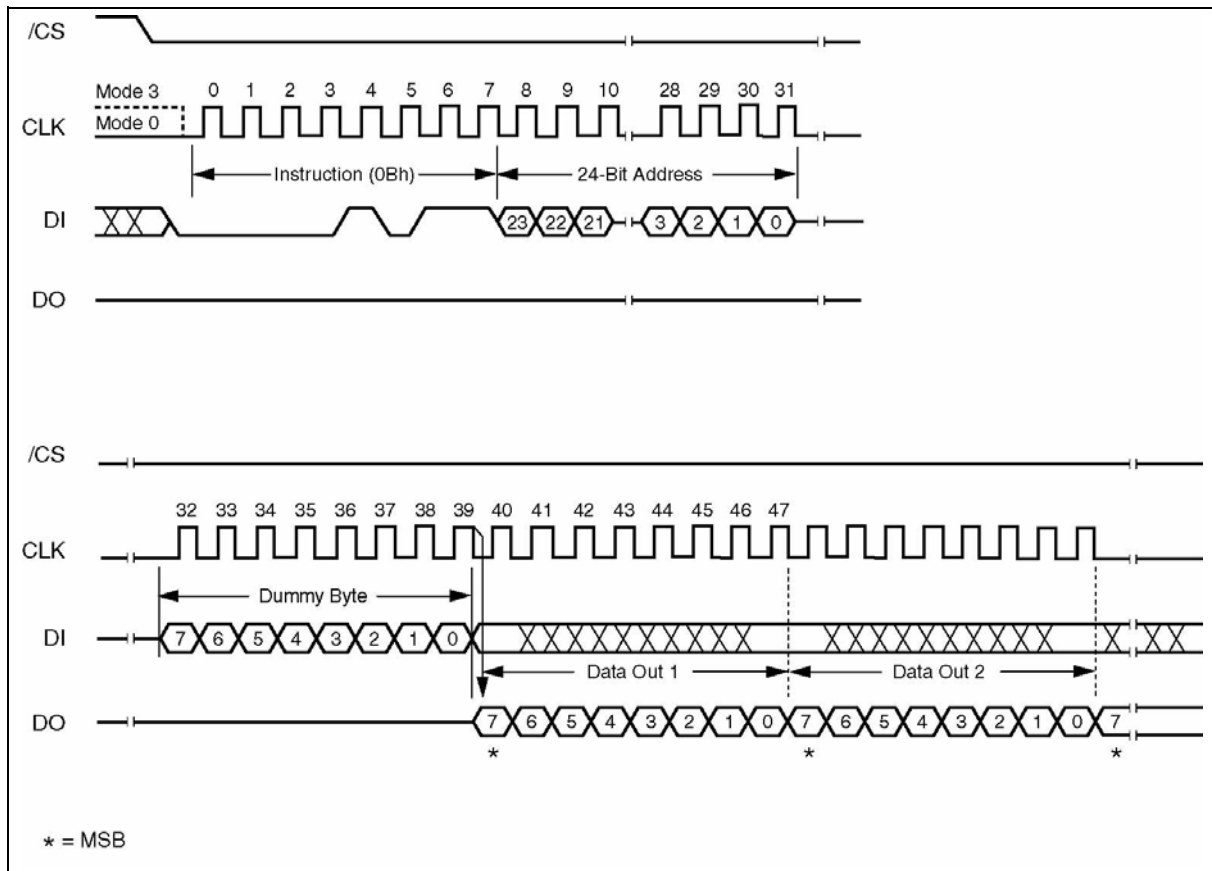 /CS
Mode 3 0 1 2 3 4 5 6 7 8 9 10 28 29 30 31
CLK Mode 0
Instruction (0Bh) 24-Bit Address
DI 23 22 21 3 2 1 0
DO
/CS
32 33 34 35 36 37 38 39 40 41 42 43 44 45 46 47
CLK
Dummy Byte
DI 7 6 5 4 3 2 1 0
Data Out 1 Data Out 2
DO 7 6 5 4 3 2 1 0 7 6 5 4 3 2 1 0 7
* * *
* = MSB